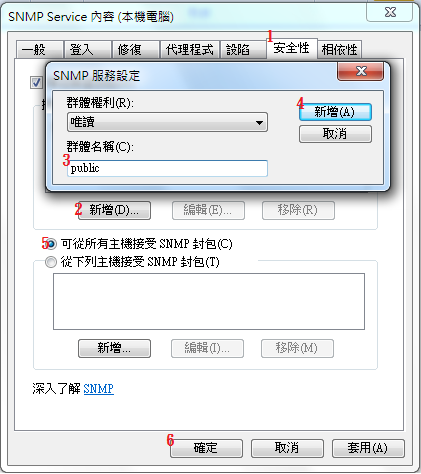 SNMP Service 內容 (本機電腦)
1
一般 登入 修復 代理程式 設陷 安全性 相依性
SNMP 服務設定
群體權利(R):
唯讀
4 新增(A)
取消
群體名稱(C):
3 public
2 新增(D)... 編輯(E)... 移除(R)
5 可從所有主機接受 SNMP 封包(C)
從下列主機接受 SNMP 封包(T)
新增... 編輯(I)... 移除(M)
深入了解 SNMP
6 確定 取消 套用(A)